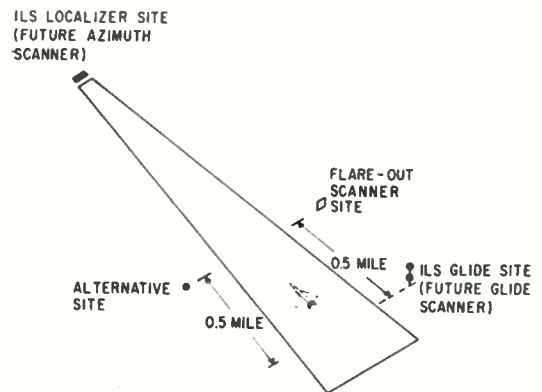 ILS LOCALIZER SITE
(FUTURE AZIMUTH
SCANNER)
FLARE-OUT
SCANNER
SITE
0.5 MILE
ILS GLIDE SITE
(FUTURE GLIDE
SCANNER)
ALTERNATIVE
SITE
0.5 MILE